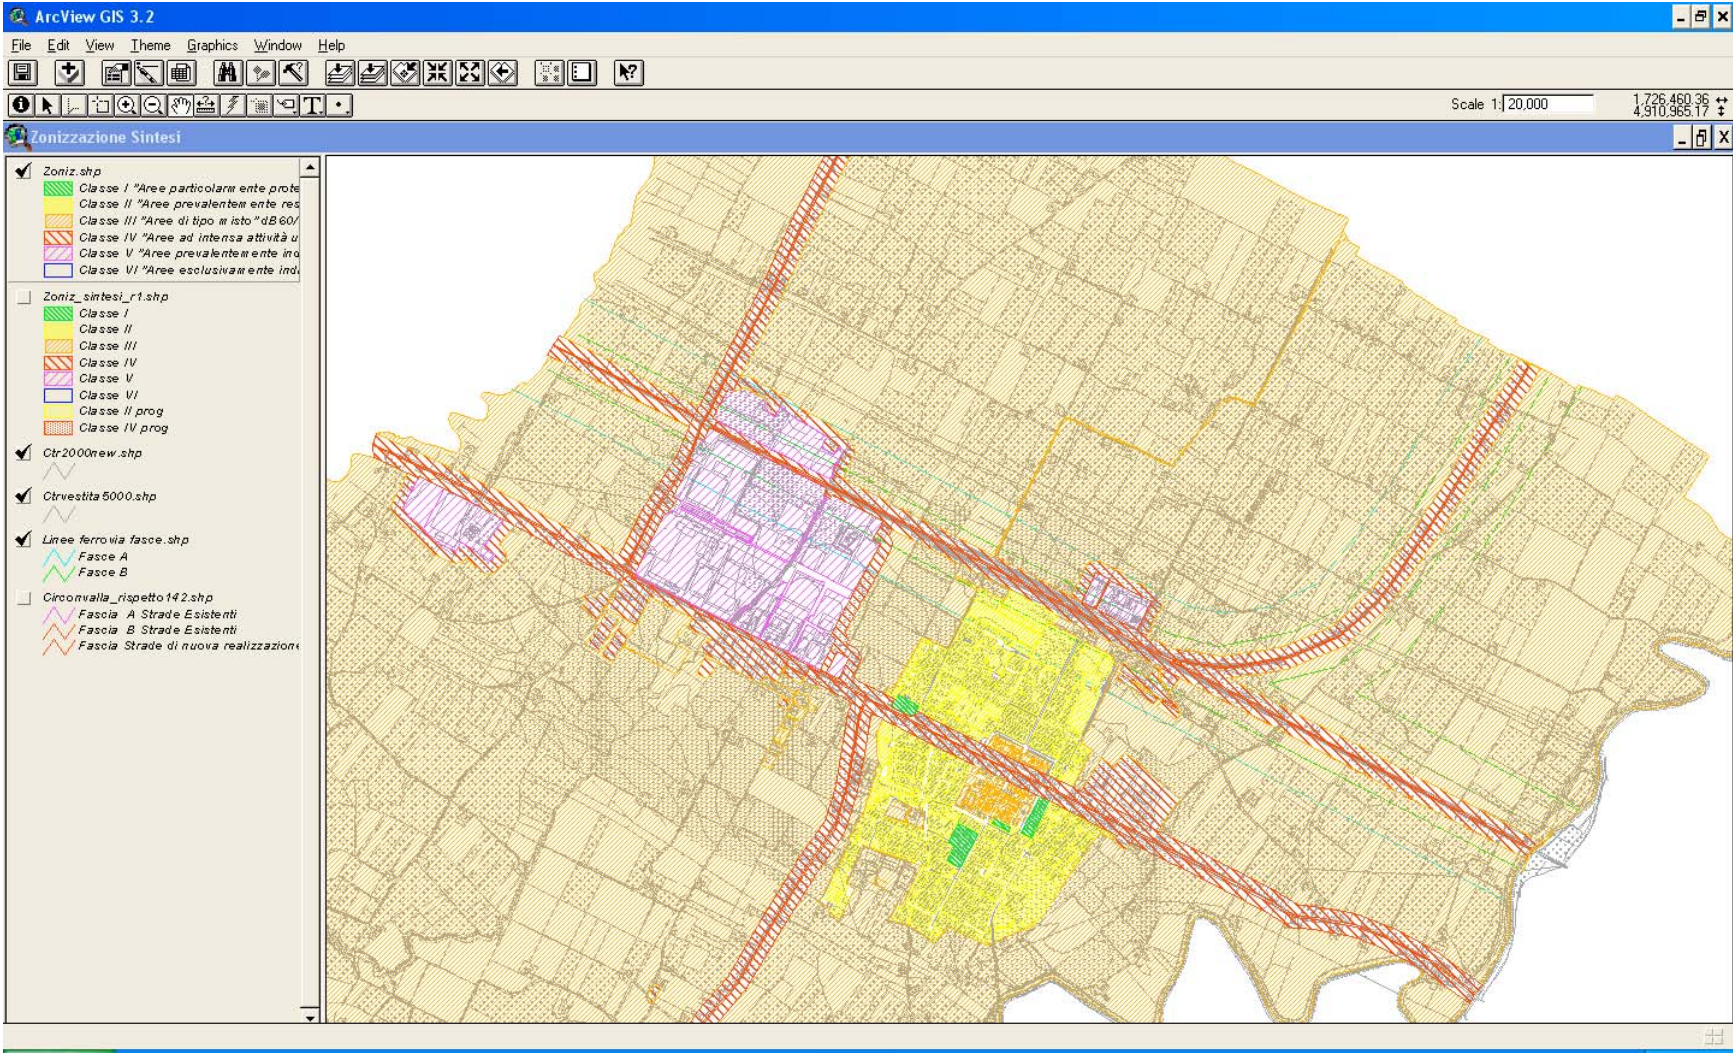 ArcView GIS 3.2
File Edit View Theme Graphics Window Help
Scale 1: 20,000
1,726,460.36
4,910,965.17
Zonizzazione Sintesi
Zoniz.shp
Classe I "Aree particolarmente prote
Classe II "Aree prevalentemente res
Classe III "Aree di tipo misto" dB 60/
Classe IV "Aree ad intensa attività u
Classe V "Aree prevalentemente ind
Classe VI "Aree esclusivamente indu
Zoniz_sintesi_r1.shp
Classe I
Classe II
Classe III
Classe IV
Classe V
Classe VI
Classe II prog
Classe IV prog
Ctr2000new.shp
Ctrvestita5000.shp
Linee ferrovia fasce.shp
Fasce A
Fasce B
Circonvalla_rispetto142.shp
Fascia A Strade Esistenti
Fascia B Strade Esistenti
Fascia Strade di nuova realizzazione